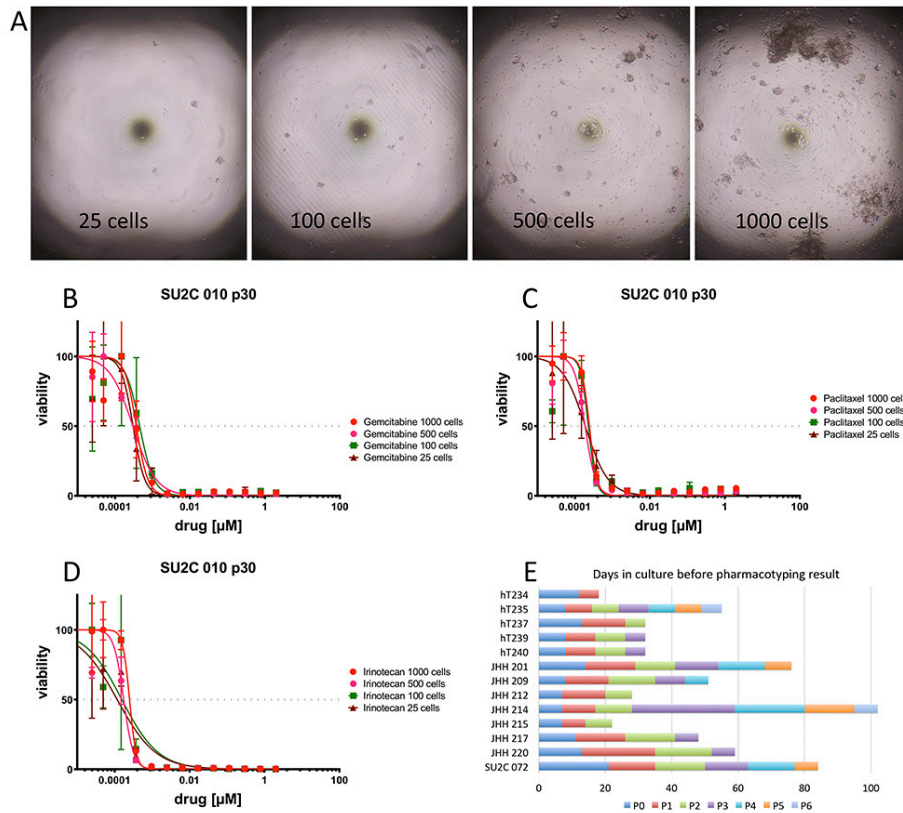 A
25 cells
100 cells
500 cells
1000 cells
B
SU2C 010 p30
viability
100
50
0
0.0001
0.01
1
100
drug [µM]
Gemcitabine 1000 cells
Gemcitabine 500 cells
Gemcitabine 100 cells
Gemcitabine 25 cells
C
SU2C 010 p30
viability
100
50
0
0.0001
0.01
1
100
drug [µM]
Paclitaxel 1000 cells
Paclitaxel 500 cells
Paclitaxel 100 cells
Paclitaxel 25 cells
D
SU2C 010 p30
viability
100
50
0
0.0001
0.01
1
100
drug [µM]
Irinotecan 1000 cells
Irinotecan 500 cells
Irinotecan 100 cells
Irinotecan 25 cells
E
Days in culture before pharmacotyping result
hT234
hT235
hT237
hT239
hT240
JHH 201
JHH 209
JHH 212
JHH 214
JHH 215
JHH 217
JHH 220
SU2C 072
0 20 40 60 80 100
P0 P1 P2 P3 P4 P5 P6